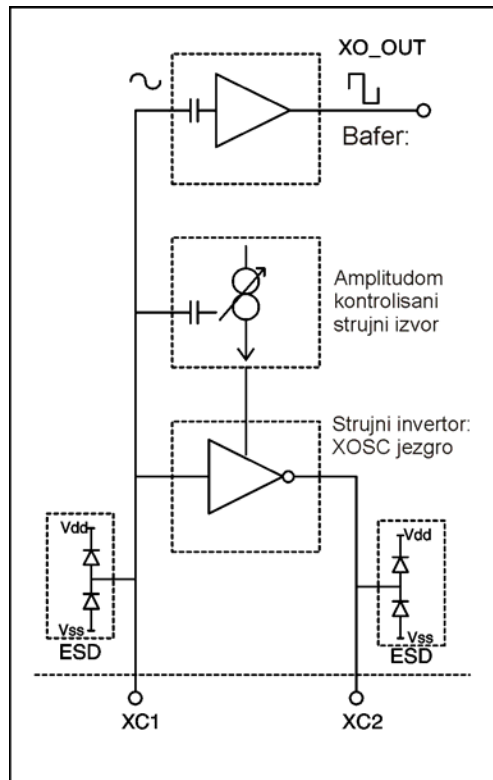 XO_OUT
Bafer:
Amplitudom
kontrolisani
strujni izvor
Strujni invertor:
XOSC jezgro
Vdd
Vss
ESD
Vdd
Vss
ESD
XC1
XC2